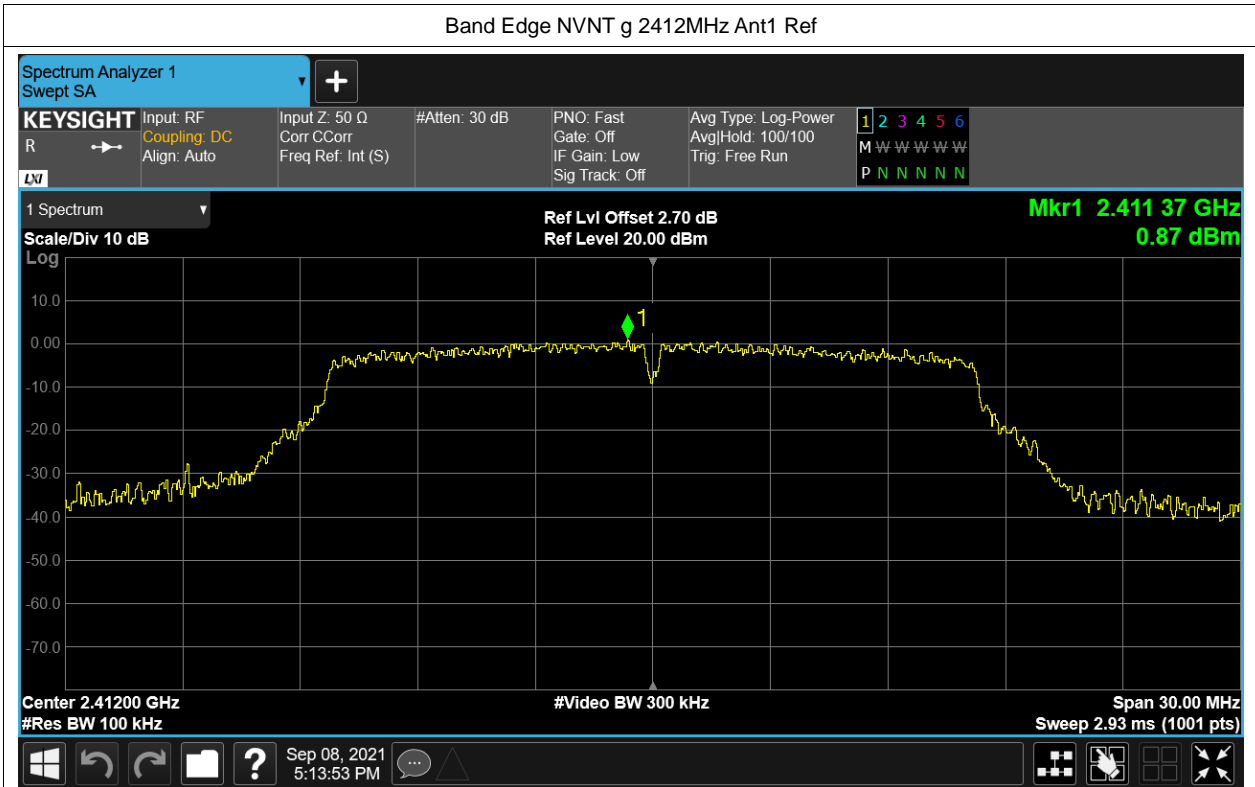 Band Edge NVNT g 2412MHz Ant1 Ref
Spectrum Analyzer 1
Swept SA
KEYSIGHT Input: RF Input Z: 50 Ω #Atten: 30 dB PNO: Fast Avg Type: Log-Power 1 2 3 4 5 6
R Coupling: DC Corr CCorr Gate: Off Avg|Hold: 100/100 M W W W W W W
Align: Auto Freq Ref: Int (S) IF Gain: Low Trig: Free Run
LXI Sig Track: Off P N N N N N
1 Spectrum Ref Lvl Offset 2.70 dB Mkr1 2.411 37 GHz
Scale/Div 10 dB Ref Level 20.00 dBm 0.87 dBm
Log
10.0
1
0.00
-10.0
-20.0
-30.0
-40.0
-50.0
-60.0
-70.0
Center 2.41200 GHz #Video BW 300 kHz Span 30.00 MHz
#Res BW 100 kHz Sweep 2.93 ms (1001 pts)
Sep 08, 2021
5:13:53 PM